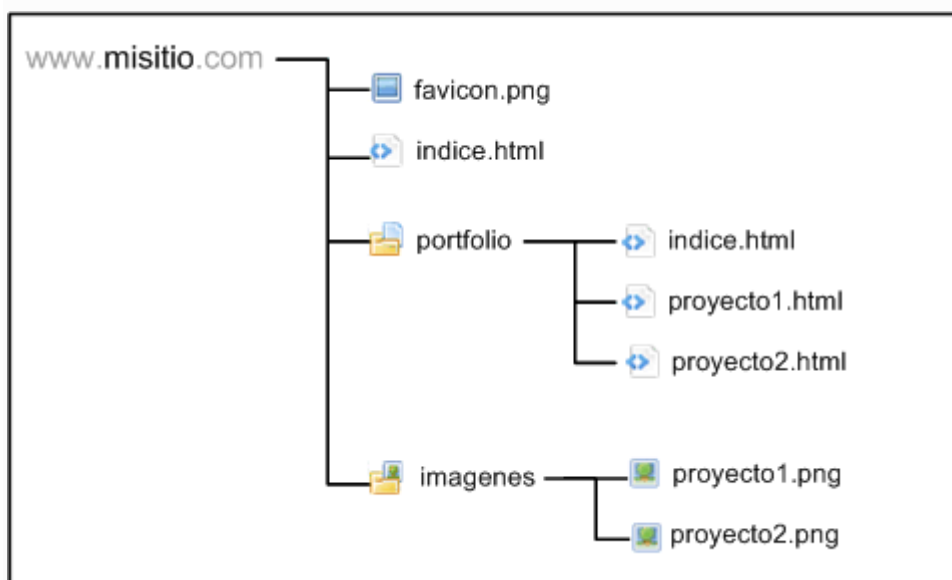 www.misitio.com
favicon.png
indice.html
portfolio
indice.html
proyecto1.html
proyecto2.html
imagenes
proyecto1.png
proyecto2.png